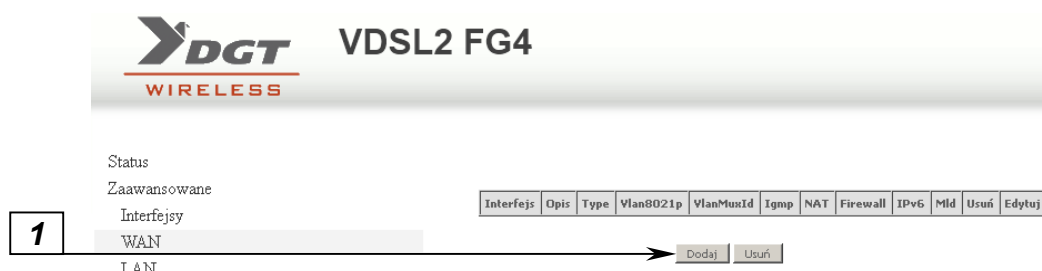 DGT
WIRELESS
VDSL2 FG4
Status
Zaawansowane
Interfejsy
WAN
LAN
Interfejs Opis Type Vlan8021p VlanMuxId Igmp NAT Firewall IPv6 Mld Usuń Edytuj
1
Dodaj Usuń